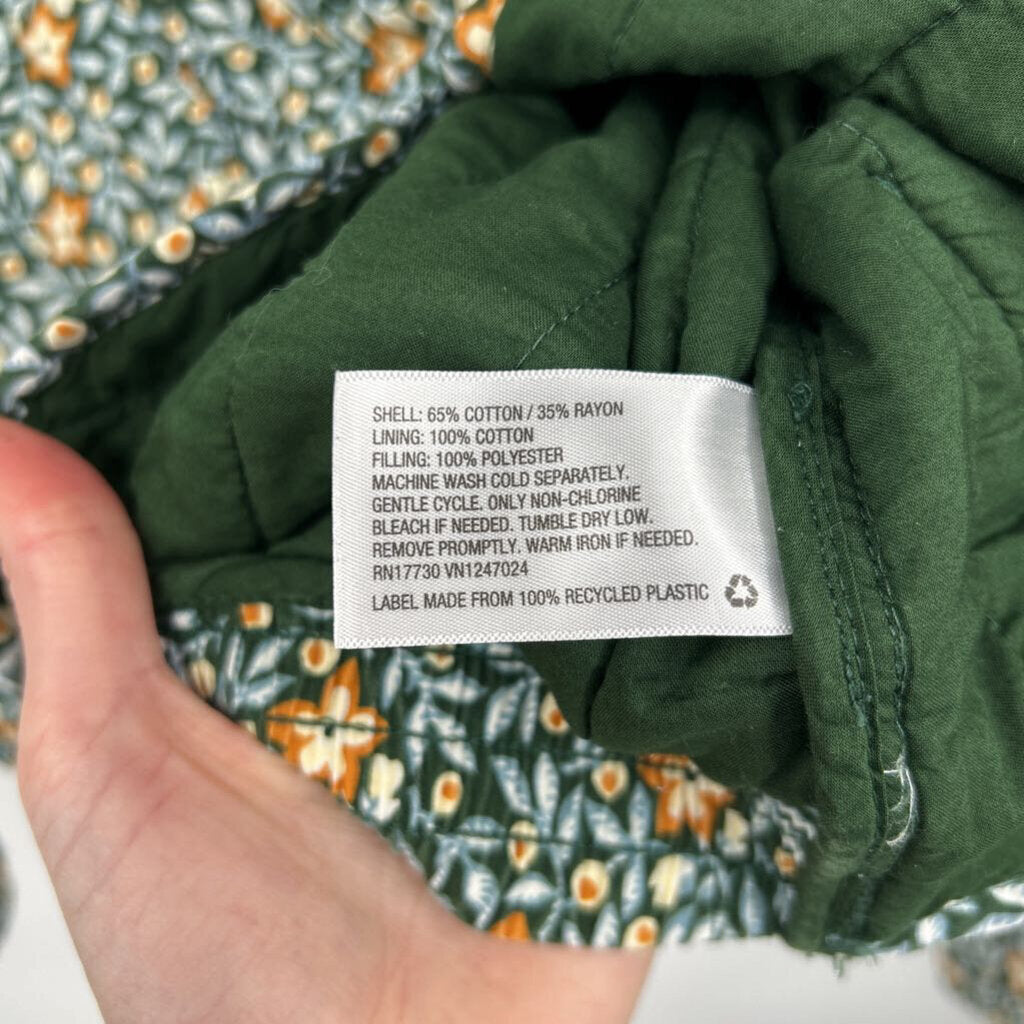 SHELL: 65% COTTON / 35% RAYON
LINING: 100% COTTON
FILLING: 100% POLYESTER
MACHINE WASH COLD SEPARATELY.
GENTLE CYCLE. ONLY NON-CHLORINE
BLEACH IF NEEDED. TUMBLE DRY LOW.
REMOVE PROMPTLY. WARM IRON IF NEEDED.
RN17730 VN1247024
LABEL MADE FROM 100% RECYCLED PLASTIC